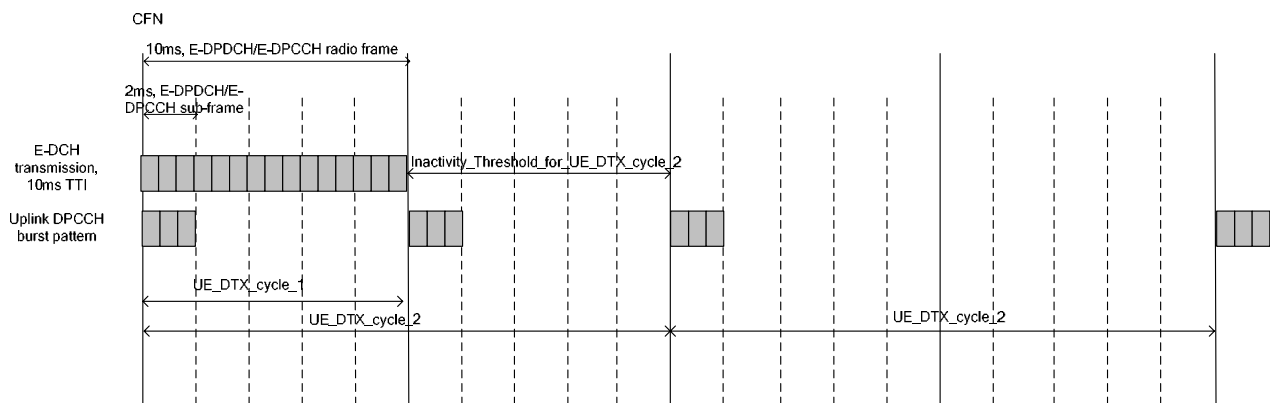 CFN
10ms, E-DPDCH/E-DPCCH radio frame
2ms, E-DPDCH/E-
DPCCH sub-frame
E-DCH
transmission,
10ms TTI
Inactivity_Threshold_for_UE_DTX_cycle_2
Uplink DPCCH
burst pattern
UE_DTX_cycle_1
UE_DTX_cycle_2
UE_DTX_cycle_2